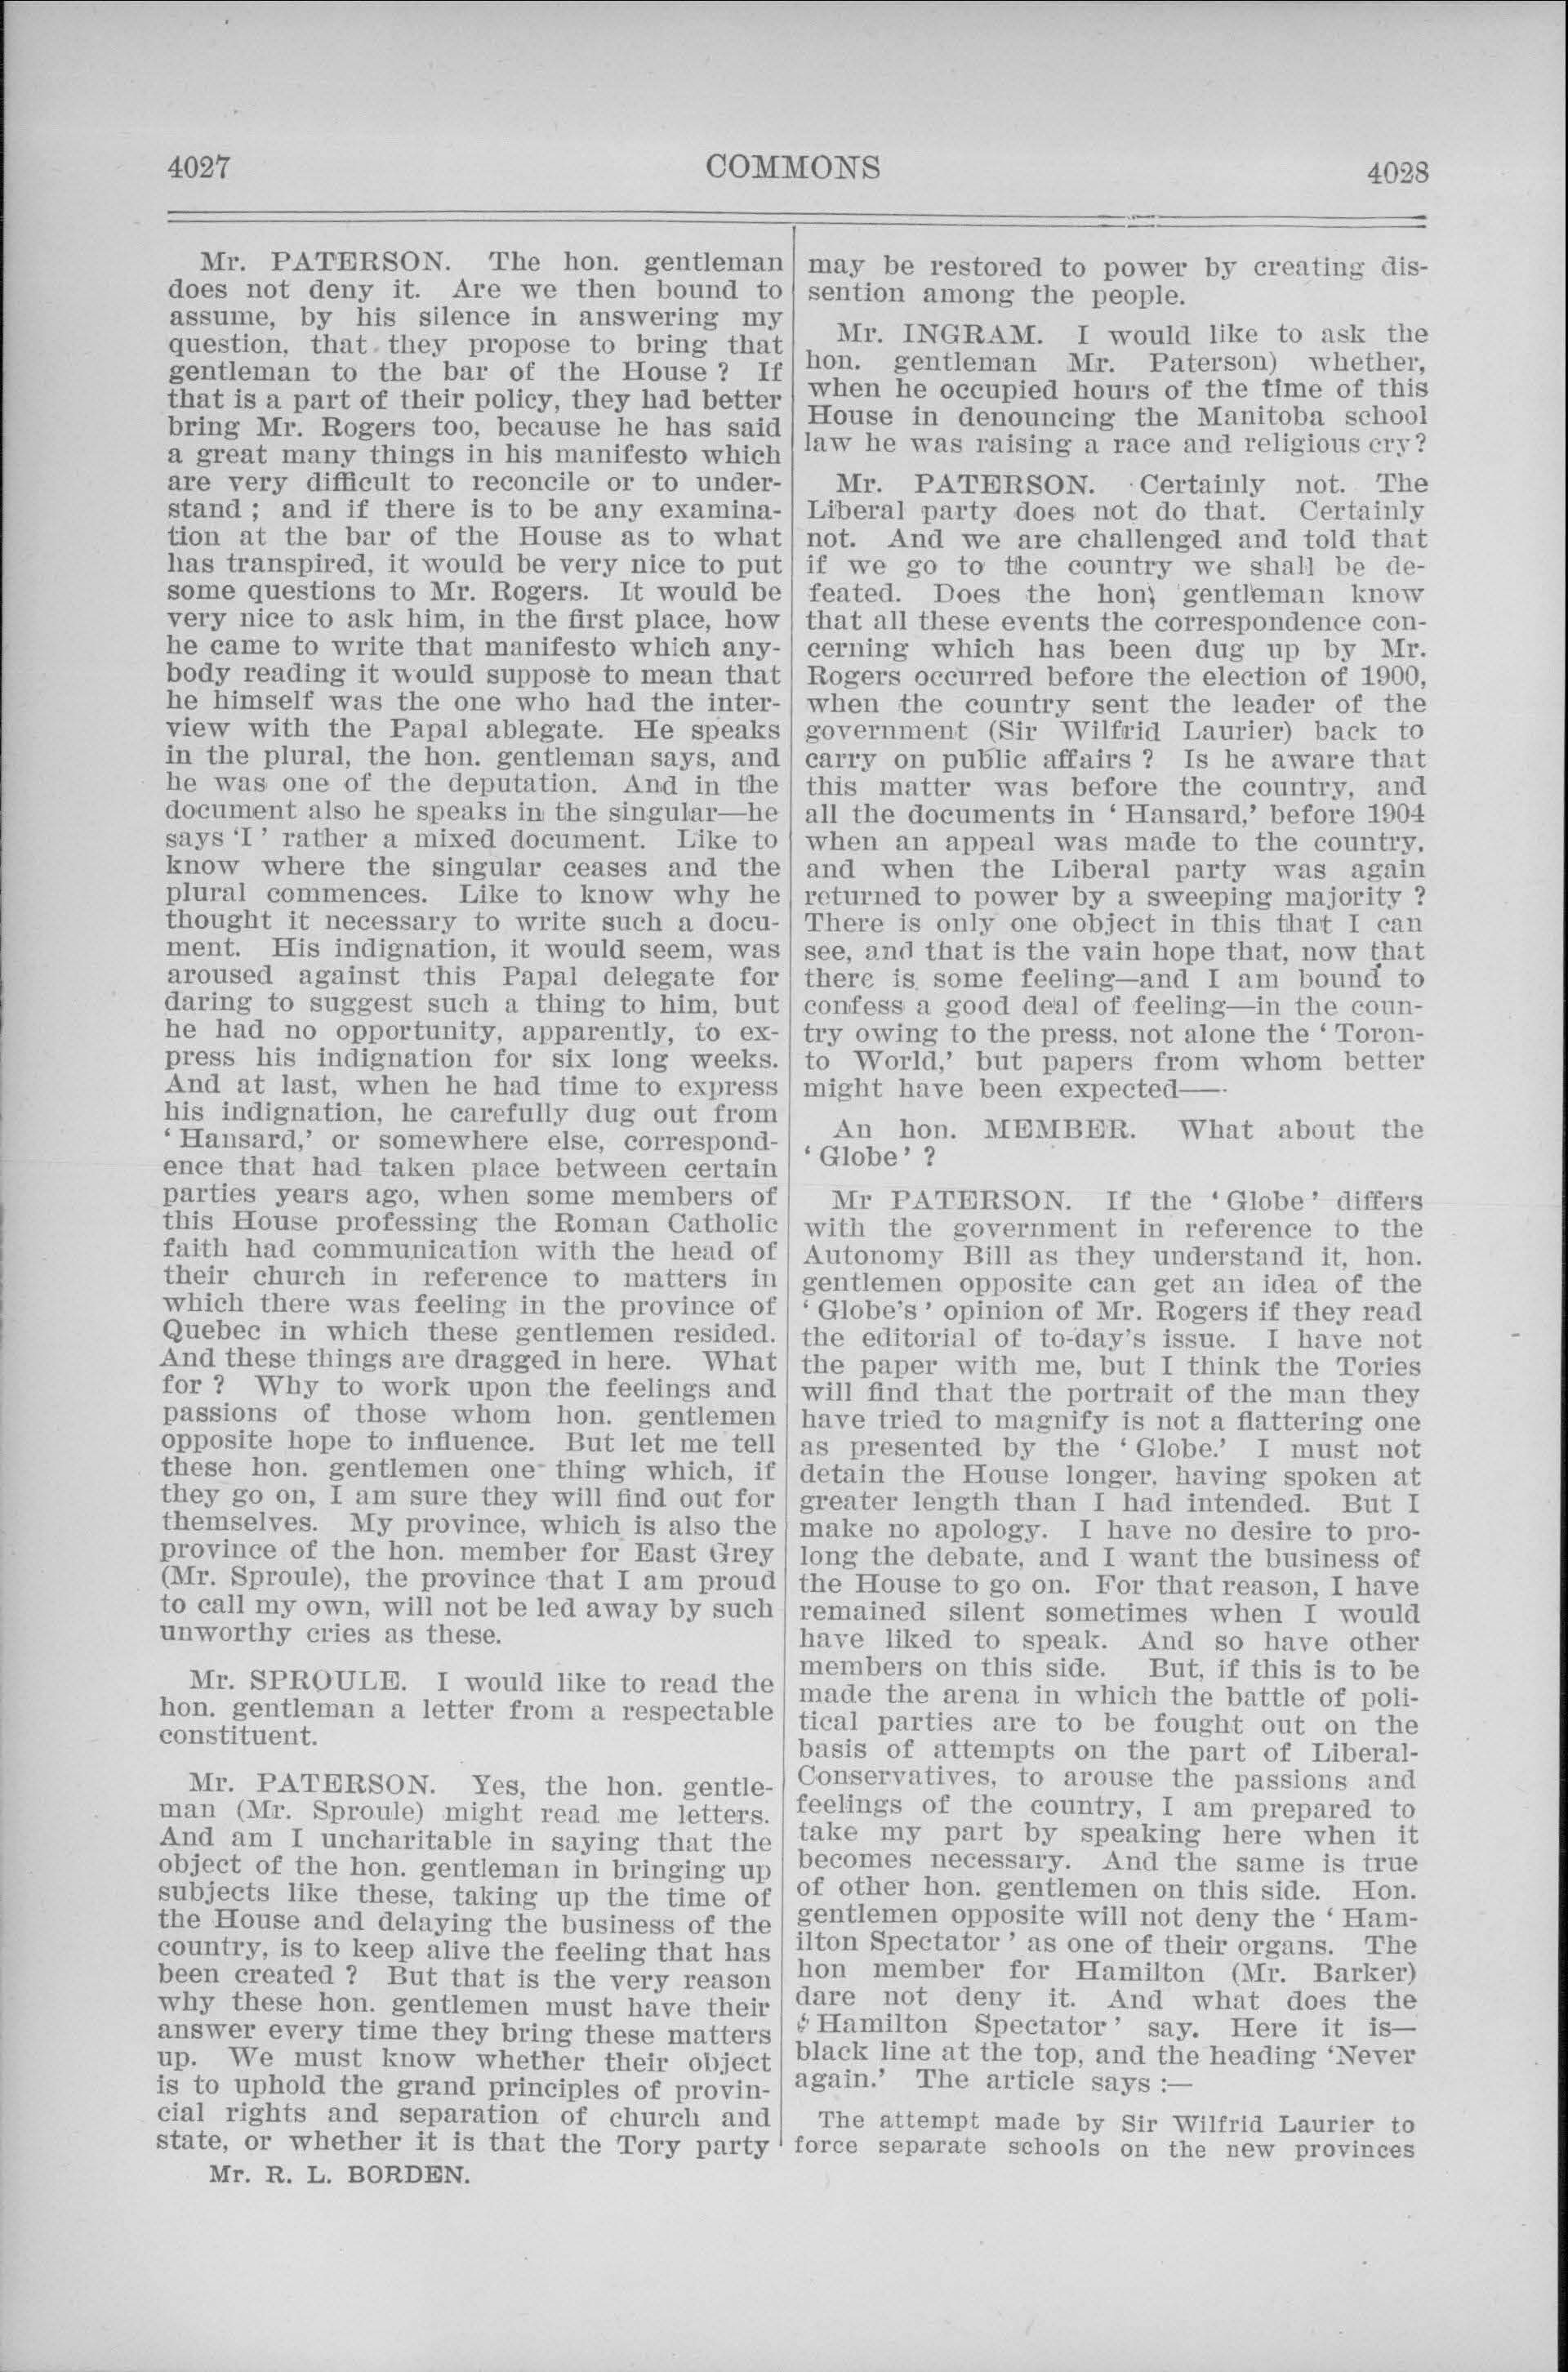 4027
COMMONS
4028
Mr. PATERSON. The hon. gentleman
does not deny it. Are we then bound to
assume, by his silence in answering my
question, that they propose to bring that
gentleman to the bar of the House ? If
that is a part of their policy, they had better
bring Mr. Rogers too, because he has said
a great many things in his manifesto which
are very difficult to reconcile or to under-
stand ; and if there is to be any examina-
tion at the bar of the House as to what
has transpired, it would be very nice to put
some questions to Mr. Rogers. It would be
very nice to ask him, in the first place, how
he came to write that manifesto which any-
body reading it would suppose to mean that
he himself was the one who had the inter-
view with the Papal ablegate. He speaks
in the plural, the hon. gentleman says, and
he was one of the deputation. And in the
document also he speaks in the singular—he
says ‘I ’ rather a mixed document. Like to
know where the singular ceases and the
plural commences. Like to know why he
thought it necessary to write such a docu-
ment. His indignation, it would seem, was
aroused against this Papal delegate for
daring to suggest such a thing to him, but
he had no opportunity, apparently, to ex-
press his indignation for six long weeks.
And at last, when he had time to express
his indignation, he carefully dug out from
‘ Hansard,’ or somewhere else, correspond-
ence that had taken place between certain
parties years ago, when some members of
this House professing the Roman Catholic
faith had communication with the head of
their church in reference to matters in
which there was feeling in the province of
Quebec in which these gentlemen resided.
And these things are dragged in here. What
for ? Why to work upon the feelings and
passions of those whom hon. gentlemen
opposite hope to influence. But let me tell
these hon. gentlemen one thing which, if
they go on, I am sure they will find out for
themselves. My province, which is also the
province of the hon. member for East Grey
(Mr. Sproule), the province that I am proud
to call my own, will not be led away by such
unworthy cries as these.
Mr. SPROULE. I would like to read the
hon. gentleman a letter from a respectable
constituent.
Mr. PATERSON. Yes, the hon. gentle-
man (Mr. Sproule) might read me letters.
And am I uncharitable in saying that the
object of the hon. gentleman in bringing up
subjects like these, taking up the time of
the House and delaying the business of the
country, is to keep alive the feeling that has
been created ? But that is the very reason
why these hon. gentlemen must have their
answer every time they bring these matters
up. We must know whether their object
is to uphold the grand principles of provin-
cial rights and separation of church and
state, or whether it is that the Tory party
Mr. R. L. BORDEN.
may be restored to power by creating dis-
sention among the people.
Mr. INGRAM. I would like to ask the
hon. gentleman Mr. Paterson) whether,
when he occupied hours of the time of this
House in denouncing the Manitoba school
law he was raising a race and religious cry?
Mr. PATERSON. Certainly not. The
Liberal party does not do that. Certainly
not. And we are challenged and told that
if we go to the country we shall be de-
feated. Does the hon. gentleman know
that all these events the correspondence con-
cerning which has been dug up by Mr.
Rogers occurred before the election of 1900,
when the country sent the leader of the
government (Sir Wilfrid Laurier) back to
carry on public affairs ? Is he aware that
this matter was before the country, and
all the documents in ‘ Hansard,’ before 1904
when an appeal was made to the country,
and when the Liberal party was again
returned to power by a sweeping majority ?
There is only one object in this that I can
see, and that is the vain hope that, now that
there is some feeling—and I am bound to
confess a good deal of feeling—in the coun-
try owing to the press, not alone the ‘ Toron-
to World,’ but papers from whom better
might have been expected——
An hon. MEMBER. What about the
‘ Globe ’ ?
Mr PATERSON. If the ‘ Globe ’ differs
with the government in reference to the
Autonomy Bill as they understand it, hon.
gentlemen opposite can get an idea of the
‘ Globe’s ’ opinion of Mr. Rogers if they read
the editorial of to-day’s issue. I have not
the paper with me, but I think the Tories
will find that the portrait of the man they
have tried to magnify is not a flattering one
as presented by the ‘ Globe.’ I must not
detain the House longer, having spoken at
greater length than I had intended. But I
make no apology. I have no desire to pro-
long the debate, and I want the business of
the House to go on. For that reason, I have
remained silent sometimes when I would
have liked to speak. And so have other
members on this side. But, if this is to be
made the arena in which the battle of poli-
tical parties are to be fought out on the
basis of attempts on the part of Liberal-
Conservatives, to arouse the passions and
feelings of the country, I am prepared to
take my part by speaking here when it
becomes necessary. And the same is true
of other hon. gentlemen on this side. Hon.
gentlemen opposite will not deny the ‘ Ham-
ilton Spectator ’ as one of their organs. The
hon member for Hamilton (Mr. Barker)
dare not deny it. And what does the
‘ Hamilton Spectator ’ say. Here it is—
black line at the top, and the heading ‘Never
again.’ The article says :—
The attempt made by Sir Wilfrid Laurier to
force separate schools on the new provinces